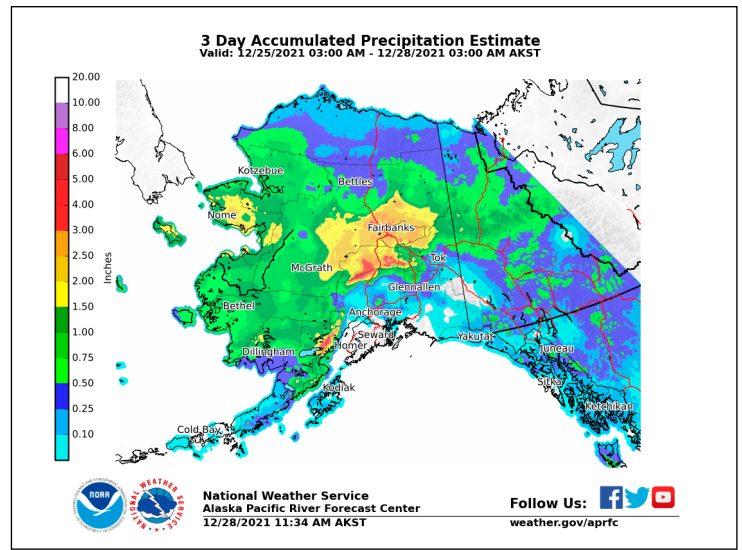 3 Day Accumulated Precipitation Estimate
Valid: 12/25/2021 03:00 AM - 12/28/2021 03:00 AM AKST
20.00
10.00
8.00
6.00
5.00
4.00
3.00
2.50
2.00
1.50
1.00
0.75
0.50
0.25
0.10
Inches
Kotzebue
Bettles
Nome
Fairbanks
Tok
McGrath
Glennallen
Bethel
Anchorage
Seward
Yakutat
Homer
Dillingham
Juneau
Kodiak
Sitka
Ketchikan
Cold Bay
NOAA
NATIONAL WEATHER SERVICE
National Weather Service
Alaska Pacific River Forecast Center
12/28/2021 11:34 AM AKST
Follow Us:
weather.gov/aprfc